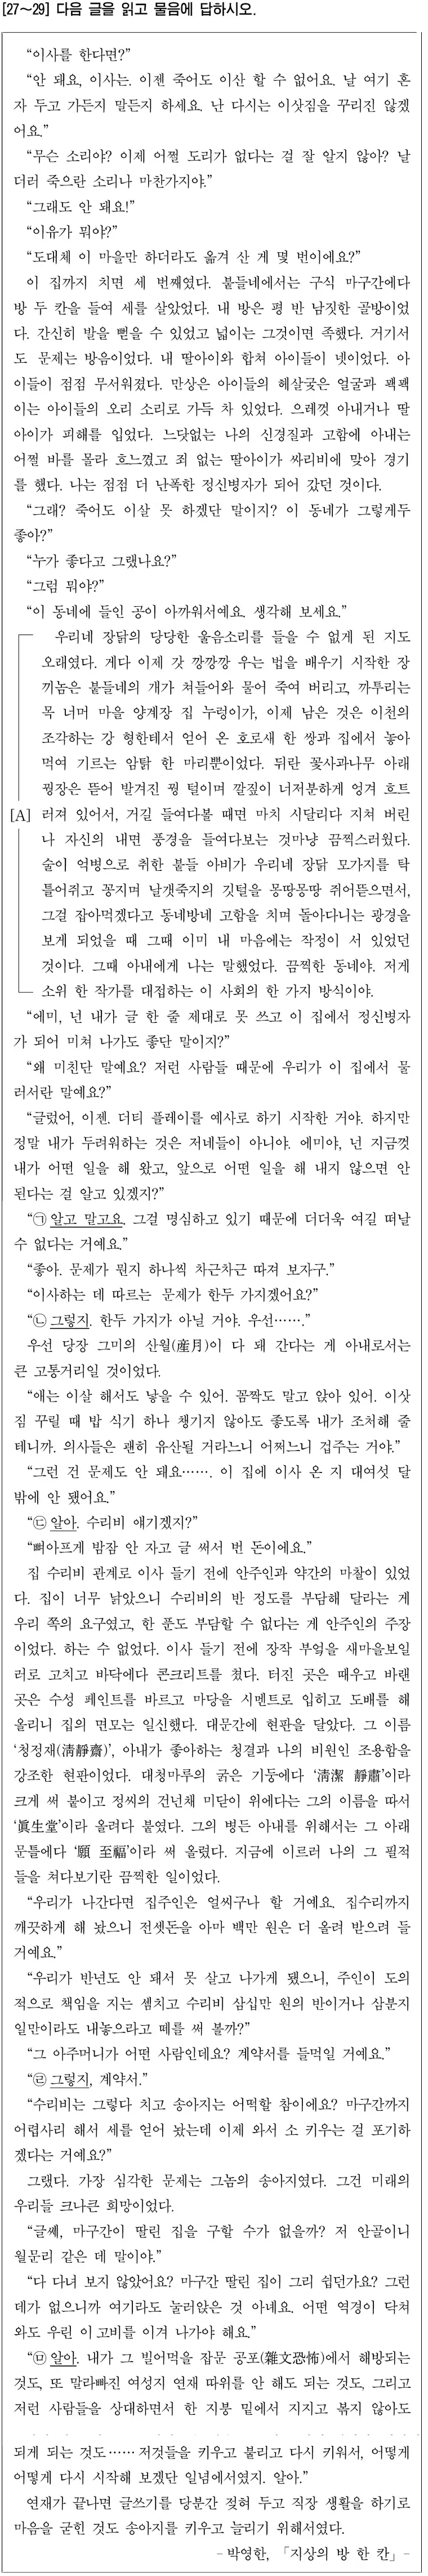 [27～29] 다음 글을 읽고 물음에 답하시오.
“이사를 한다면?”
“안 돼요, 이사는. 이젠 죽어도 이산 할 수 없어요. 날 여기 혼
자 두고 가든지 말든지 하세요. 난 다시는 이삿짐을 꾸리진 않겠
어요.”
“무슨 소리야? 이제 어쩔 도리가 없다는 걸 잘 알지 않아? 날
더러 죽으란 소리나 마찬가지야.”
“그래도 안 돼요!”
“이유가 뭐야?”
“도대체 이 마을만 하더라도 옮겨 산 게 몇 번이에요?”
이 집까지 치면 세 번째였다. 붙들네에서는 구식 마구간에다
방 두 칸을 들여 세를 살았었다. 내 방은 평 반 남짓한 골방이었
다. 간신히 발을 뻗을 수 있었고 넓이는 그것이면 족했다. 거기서
도 문제는 방음이었다. 내 딸아이와 합쳐 아이들이 넷이었다. 아
이들이 점점 무서워졌다. 만상은 아이들의 헤살궂은 얼굴과 꽥꽥
이는 아이들의 오리 소리로 가득 차 있었다. 으레껏 아내거나 딸
아이가 피해를 입었다. 느닷없는 나의 신경질과 고함에 아내는
어쩔 바를 몰라 흐느꼈고 죄 없는 딸아이가 싸리비에 맞아 경기
를 했다. 나는 점점 더 난폭한 정신병자가 되어 갔던 것이다.
“그래? 죽어도 이살 못 하겠단 말이지? 이 동네가 그렇게두
좋아?”
“누가 좋다고 그랬나요?”
“그럼 뭐야?”
“이 동네에 들인 공이 아까워서예요. 생각해 보세요.”
우리네 장닭의 당당한 울음소리를 들을 수 없게 된 지도
오래였다. 게다 이제 갓 깡깡깡 우는 법을 배우기 시작한 장
끼놈은 붙들네의 개가 쳐들어와 물어 죽여 버리고, 까투리는
목 너머 마을 양계장 집 누렁이가, 이제 남은 것은 이천의
조각하는 강 형한테서 얻어 온 호로새 한 쌍과 집에서 놓아
먹여 기르는 암탉 한 마리뿐이었다. 뒤란 꽃사과나무 아래
꿩장은 뜯어 발겨진 꿩 털이며 깔짚이 너저분하게 엉겨 흐트
[A] 러져 있어서, 거길 들여다볼 때면 마치 시달리다 지쳐 버린
나 자신의 내면 풍경을 들여다보는 것마냥 끔찍스러웠다.
술이 억병으로 취한 붙들 아비가 우리네 장닭 모가지를 탁
틀어쥐고 꽁지며 날갯죽지의 깃털을 몽땅몽땅 쥐어뜯으면서,
그걸 잡아먹겠다고 동네방네 고함을 치며 돌아다니는 광경을
보게 되었을 때 그때 이미 내 마음에는 작정이 서 있었던
것이다. 그때 아내에게 나는 말했었다. 끔찍한 동네야. 저게
소위 한 작가를 대접하는 이 사회의 한 가지 방식이야.
“에미, 넌 내가 글 한 줄 제대로 못 쓰고 이 집에서 정신병자
가 되어 미쳐 나가도 좋단 말이지?”
“왜 미친단 말예요? 저런 사람들 때문에 우리가 이 집에서 물
러서란 말예요?”
“글렀어, 이젠. 더티 플레이를 예사로 하기 시작한 거야. 하지만
정말 내가 두려워하는 것은 저네들이 아니야. 에미야, 넌 지금껏
내가 어떤 일을 해 왔고, 앞으로 어떤 일을 해 내지 않으면 안
된다는 걸 알고 있겠지?”
“㉠ 알고 말고요. 그걸 명심하고 있기 때문에 더더욱 여길 떠날
수 없다는 거예요.”
“좋아. 문제가 뭔지 하나씩 차근차근 따져 보자구.”
“이사하는 데 따르는 문제가 한두 가지겠어요?”
“㉡ 그렇지. 한두 가지가 아닐 거야. 우선…….”
우선 당장 그미의 산월(産月)이 다 돼 간다는 게 아내로서는
큰 고통거리일 것이었다.
“애는 이살 해서도 낳을 수 있어. 꼼짝도 말고 앉아 있어. 이삿
짐 꾸릴 때 밥 식기 하나 챙기지 않아도 좋도록 내가 조처해 줄
테니까. 의사들은 괜히 유산될 거라느니 어쩌느니 겁주는 거야.”
“그런 건 문제도 안 돼요……. 이 집에 이사 온 지 대여섯 달
밖에 안 됐어요.”
“㉢ 알아. 수리비 얘기겠지?”
“뼈아프게 밤잠 안 자고 글 써서 번 돈이에요.”
집 수리비 관계로 이사 들기 전에 안주인과 약간의 마찰이 있었
다. 집이 너무 낡았으니 수리비의 반 정도를 부담해 달라는 게
우리 쪽의 요구였고, 한 푼도 부담할 수 없다는 게 안주인의 주장
이었다. 하는 수 없었다. 이사 들기 전에 장작 부엌을 새마을보일
러로 고치고 바닥에다 콘크리트를 쳤다. 터진 곳은 때우고 바랜
곳은 수성 페인트를 바르고 마당을 시멘트로 입히고 도배를 해
올리니 집의 면모는 일신했다. 대문간에 현판을 달았다. 그 이름
‘청정재(淸靜齋)’, 아내가 좋아하는 청결과 나의 비원인 조용함을
강조한 현판이었다. 대청마루의 굵은 기둥에다 ‘淸潔 靜肅’이라
크게 써 붙이고 정씨의 건넌채 미닫이 위에다는 그의 이름을 따서
‘眞生堂’이라 올려다 붙였다. 그의 병든 아내를 위해서는 그 아래
문틀에다 ‘願 至福’이라 써 올렸다. 지금에 이르러 나의 그 필적
들을 쳐다보기란 끔찍한 일이었다.
“우리가 나간다면 집주인은 얼씨구나 할 거예요. 집수리까지
깨끗하게 해 놨으니 전셋돈을 아마 백만 원은 더 올려 받으려 들
거예요.”
“우리가 반년도 안 돼서 못 살고 나가게 됐으니, 주인이 도의
적으로 책임을 지는 셈치고 수리비 삼십만 원의 반이거나 삼분지
일만이라도 내놓으라고 떼를 써 볼까?”
“그 아주머니가 어떤 사람인데요? 계약서를 들먹일 거예요.”
“㉣ 그렇지, 계약서.”
“수리비는 그렇다 치고 송아지는 어떡할 참이에요? 마구간까지
어렵사리 해서 세를 얻어 놨는데 이제 와서 소 키우는 걸 포기하
겠다는 거예요?”
그랬다. 가장 심각한 문제는 그놈의 송아지였다. 그건 미래의
우리들 크나큰 희망이었다.
“글쎄, 마구간이 딸린 집을 구할 수가 없을까? 저 안골이니
월문리 같은 데 말이야.”
“다 다녀 보지 않았어요? 마구간 딸린 집이 그리 쉽던가요? 그런
데가 없으니까 여기라도 눌러앉은 것 아녜요. 어떤 역경이 닥쳐
와도 우린 이 고비를 이겨 나가야 해요.”
“㉤ 알아. 내가 그 빌어먹을 잡문 공포(雜文恐怖)에서 해방되는
것도, 또 말라빠진 여성지 연재 따위를 안 해도 되는 것도, 그리고
저런 사람들을 상대하면서 한 지붕 밑에서 지지고 볶지 않아도
되게 되는 것도…… 저것들을 키우고 불리고 다시 키워서, 어떻게
어떻게 다시 시작해 보겠단 일념에서였지. 알아.”
연재가 끝나면 글쓰기를 당분간 젖혀 두고 직장 생활을 하기로
마음을 굳힌 것도 송아지를 키우고 늘리기 위해서였다.
- 박영한, 「지상의 방 한 칸」-